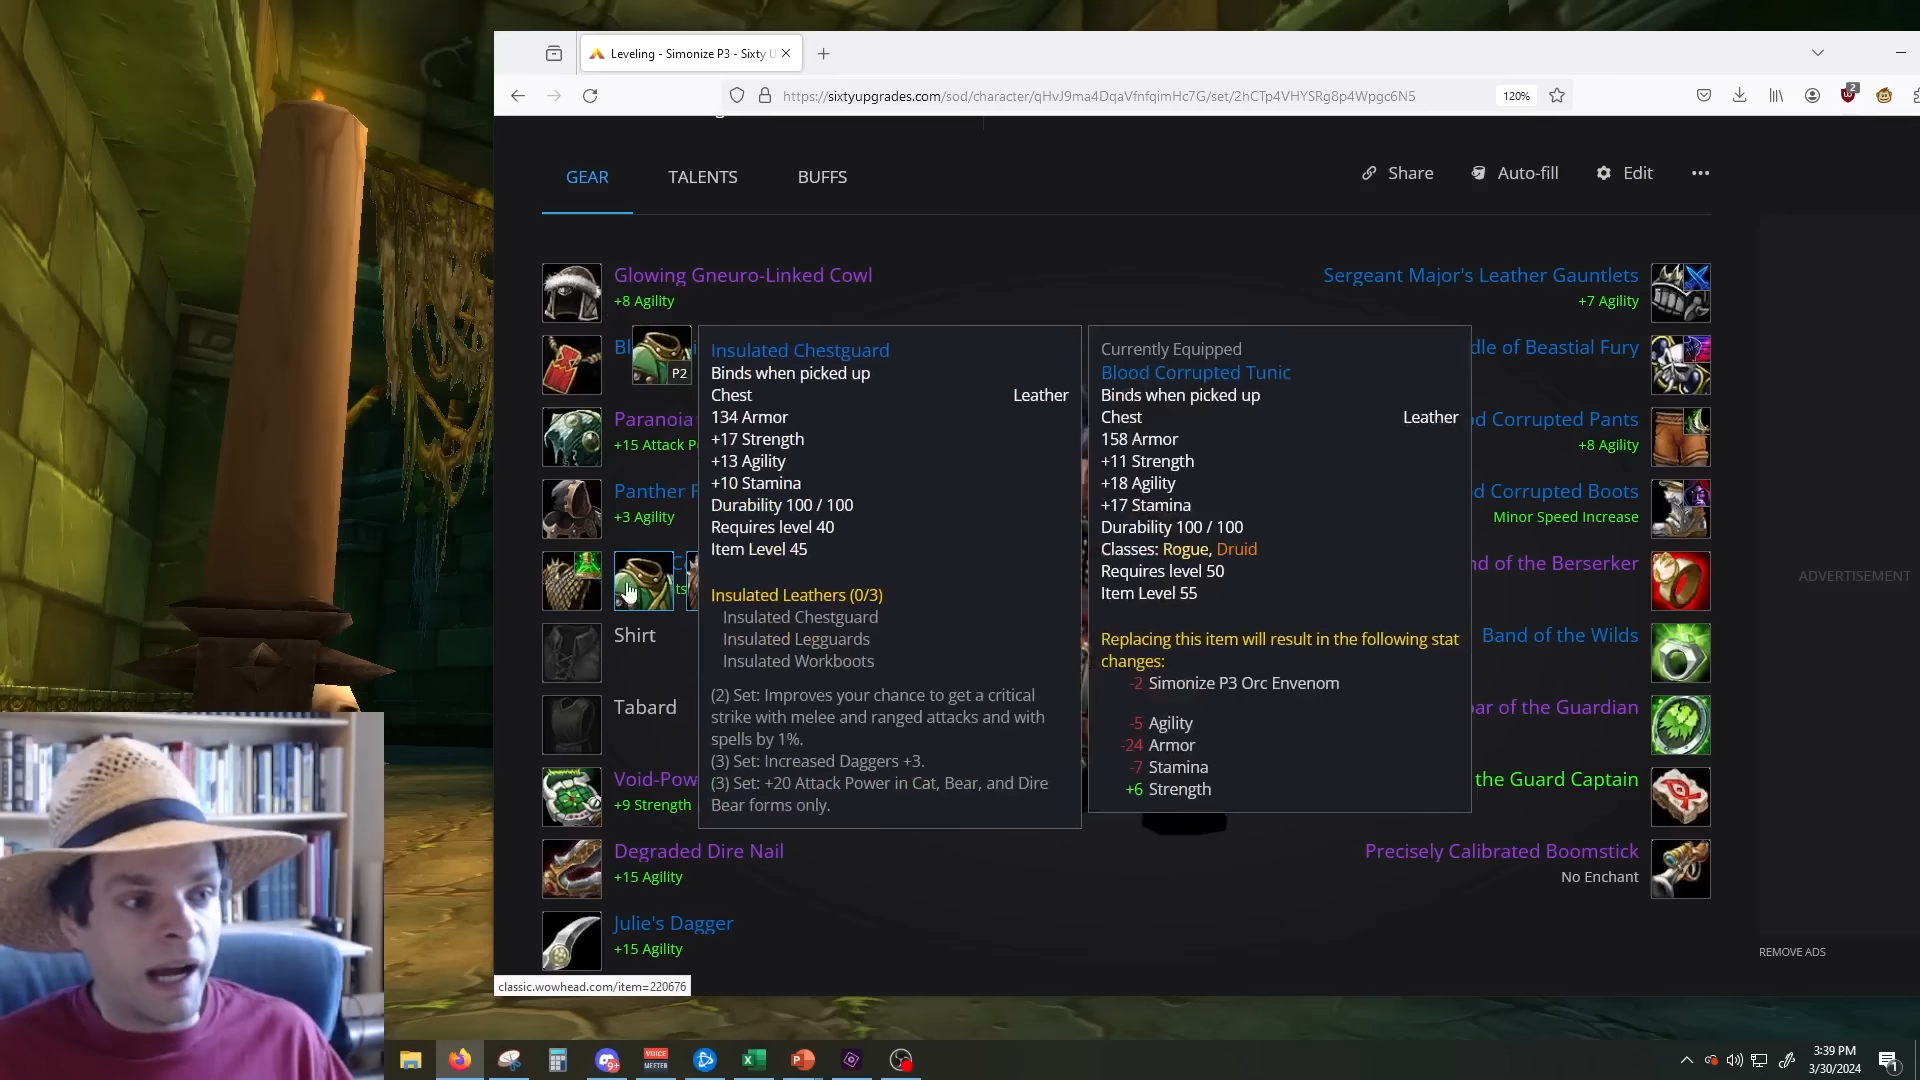 Leveling - Simonize P3 - Sixty U
https://sixtyupgrades.com/sod/character/qHvJ9ma4DqaVfnfqimHc7G/set/2hCTp4VHYSRg8p4Wpgc6N5
120%
2
GEAR
TALENTS
BUFFS
Share
Auto-fill
Edit
Glowing Gneuro-Linked Cowl
+8 Agility
Bl
P2
Paranoia
+15 Attack P
Panther F
+3 Agility
Shirt
Tabard
Void-Pow
+9 Strength
Degraded Dire Nail
+15 Agility
Julie's Dagger
+15 Agility
Insulated Chestguard
Binds when picked up
Chest Leather
134 Armor
+17 Strength
+13 Agility
+10 Stamina
Durability 100 / 100
Requires level 40
Item Level 45
Insulated Leathers (0/3)
Insulated Chestguard
Insulated Legguards
Insulated Workboots
(2) Set: Improves your chance to get a critical
strike with melee and ranged attacks and with
spells by 1%.
(3) Set: Increased Daggers +3.
(3) Set: +20 Attack Power in Cat, Bear, and Dire
Bear forms only.
Currently Equipped
Blood Corrupted Tunic
Binds when picked up
Chest Leather
158 Armor
+11 Strength
+18 Agility
+17 Stamina
Durability 100 / 100
Classes: Rogue, Druid
Requires level 50
Item Level 55
Replacing this item will result in the following stat
changes:
-2 Simonize P3 Orc Envenom
-5 Agility
-24 Armor
-7 Stamina
+6 Strength
Sergeant Major's Leather Gauntlets
+7 Agility
dle of Beastial Fury
d Corrupted Pants
+8 Agility
d Corrupted Boots
Minor Speed Increase
nd of the Berserker
Band of the Wilds
ar of the Guardian
the Guard Captain
Precisely Calibrated Boomstick
No Enchant
ADVERTISEMENT
REMOVE ADS
classic.wowhead.com/item=220676
9+
VOICE
MEETER
3:39 PM
3/30/2024
1